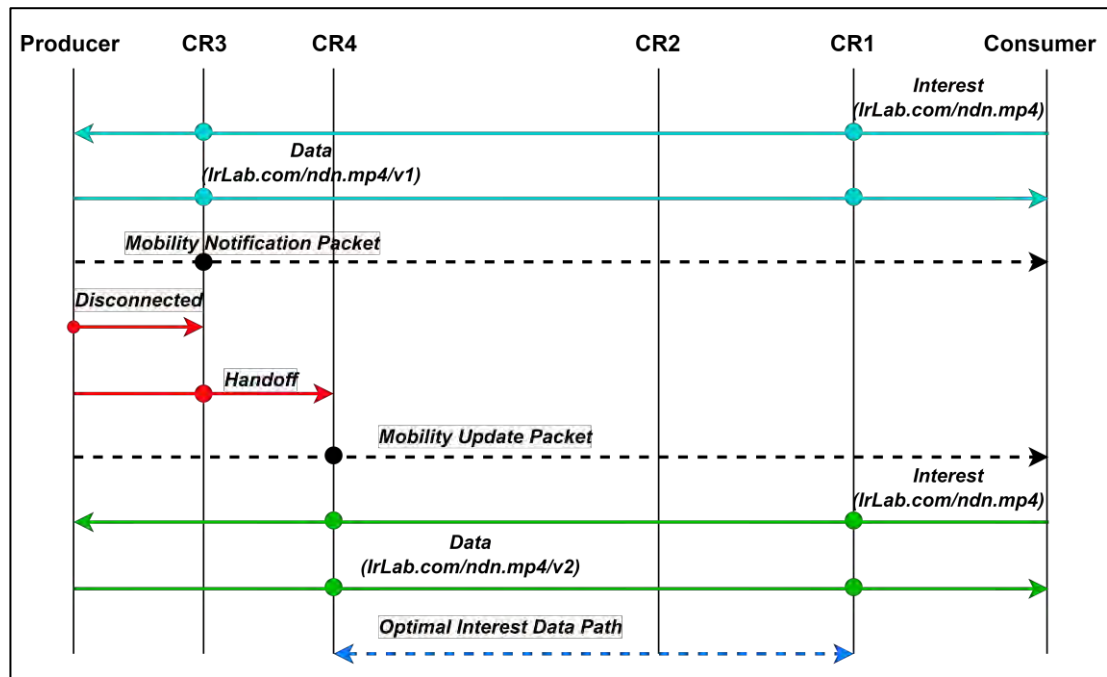 Producer CR3 CR4 CR2 CR1 Consumer
Interest
(IrLab.com/ndn.mp4)
Data
(IrLab.com/ndn.mp4/v1)
Mobility Notification Packet
Disconnected
Handoff
Mobility Update Packet
Interest
(IrLab.com/ndn.mp4)
Data
(IrLab.com/ndn.mp4/v2)
Optimal Interest Data Path